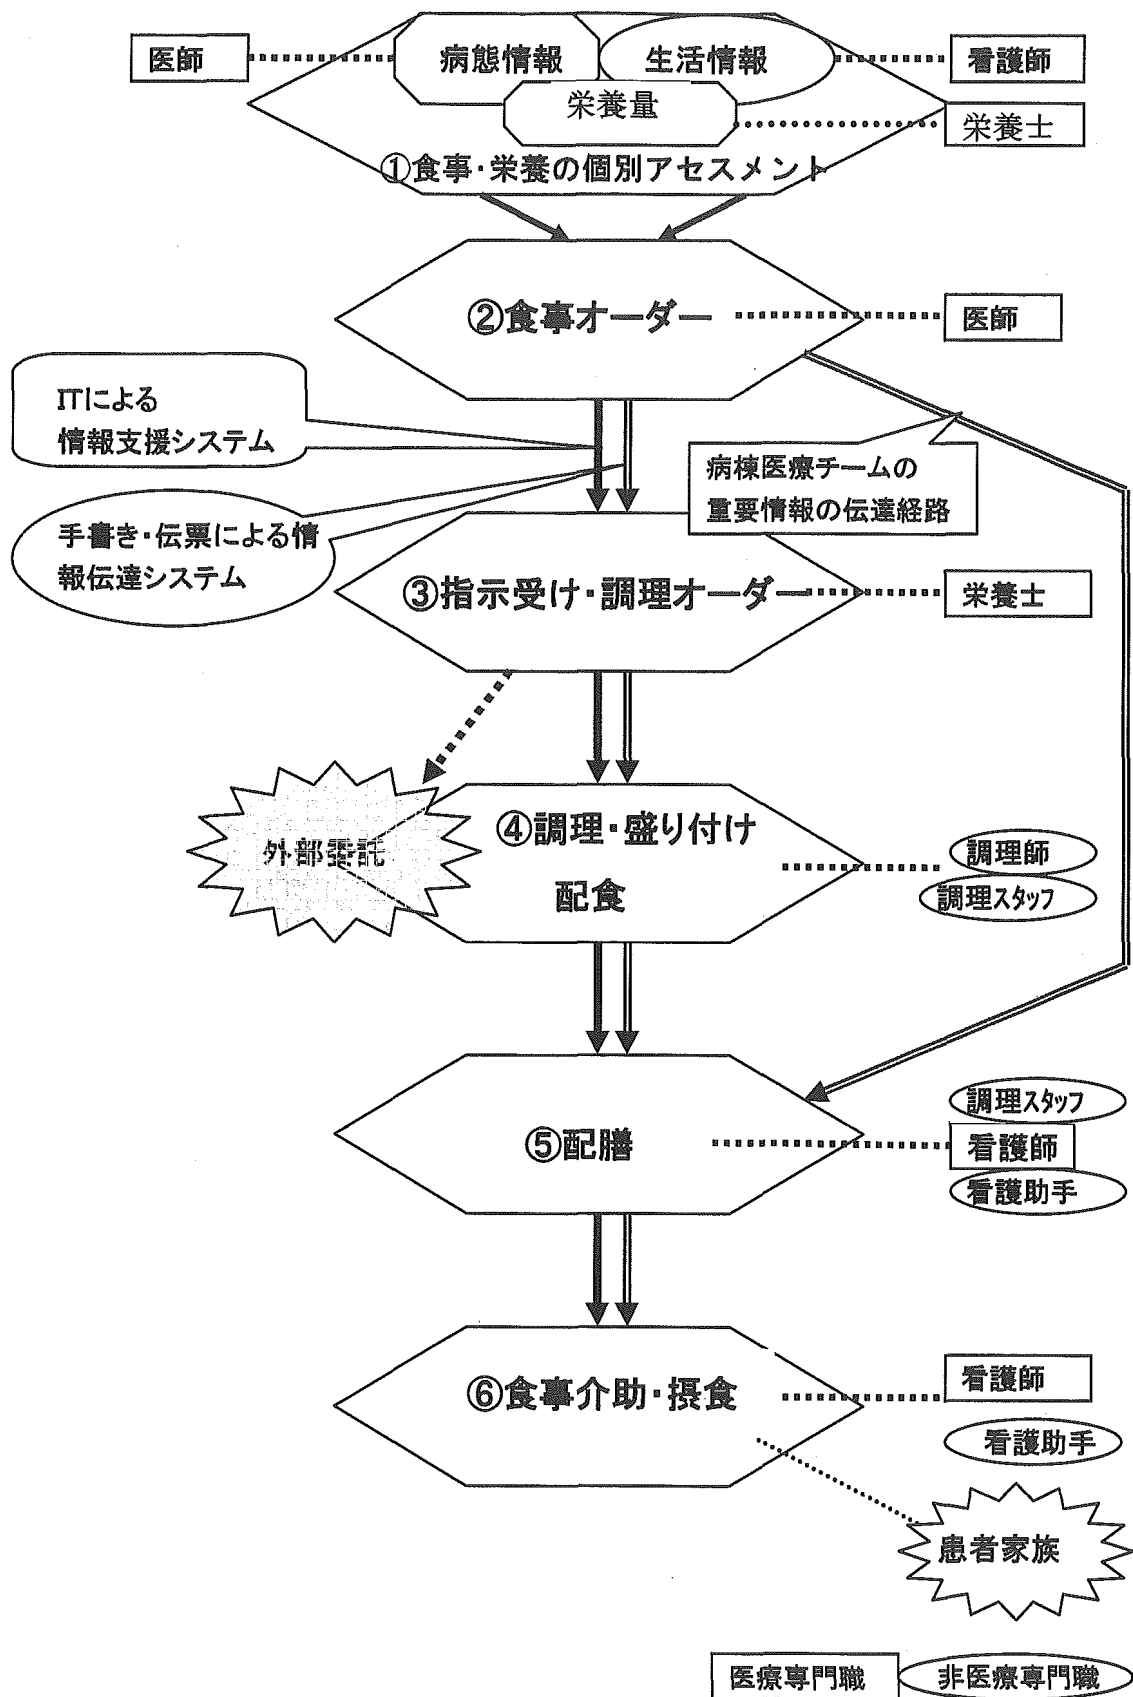 医師
病態情報
生活情報
看護師
栄養量
栄養士
①食事・栄養の個別アセスメント
②食事オーダー
医師
ITによる
情報支援システム
病棟医療チームの
重要情報の伝達経路
手書き・伝票による情
報伝達システム
③指示受け・調理オーダー
栄養士
外部委託
④調理・盛り付け
配食
調理師
調理スタッフ
⑤配膳
調理スタッフ
看護師
看護助手
⑥食事介助・摂食
看護師
看護助手
患者家族
医療専門職
非医療専門職